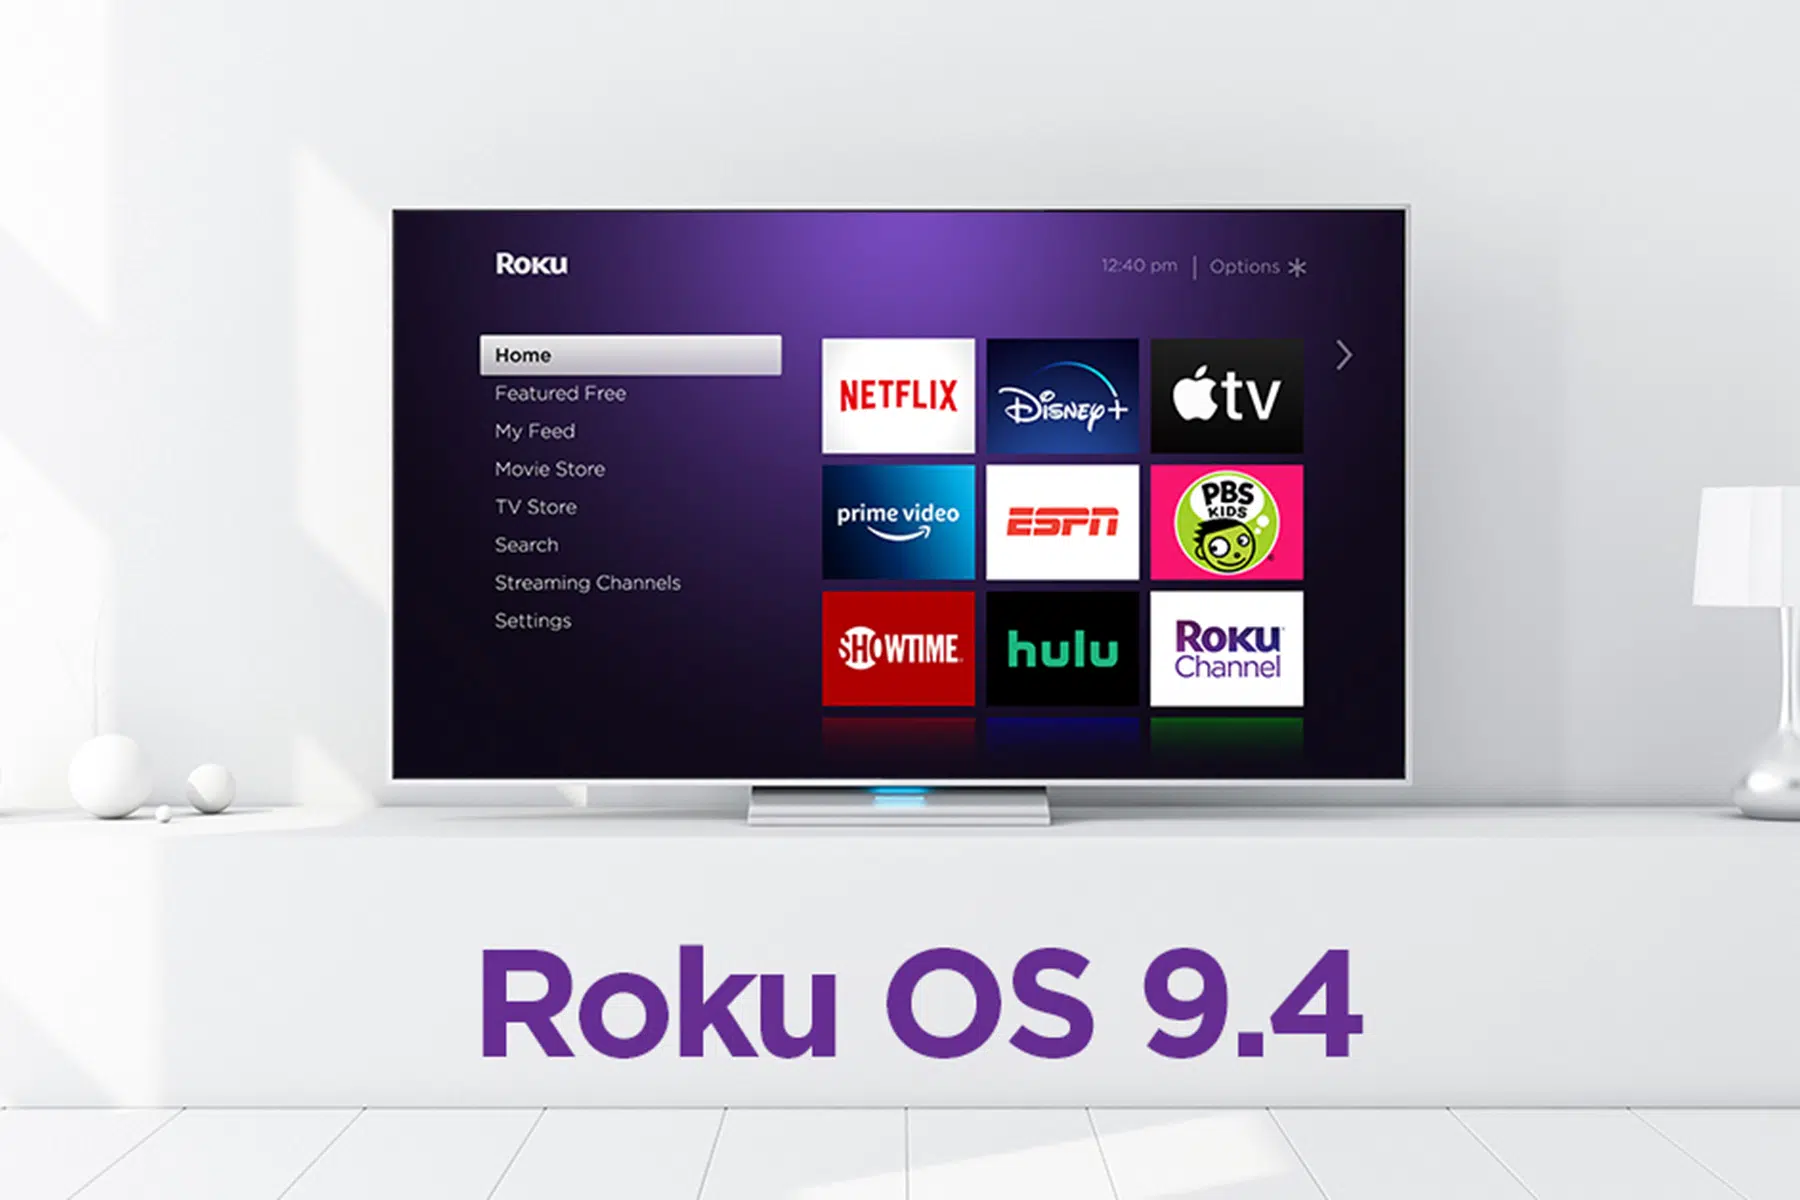 Roku
12:40 pm | Options
Home
Featured Free
My Feed
Movie Store
TV Store
Search
Streaming Channels
Settings
NETFLIX
Disney+
tv
prime video
ESPN
PBS
KIDS
SHOWTIME
hulu
Roku
Channel
Roku OS 9.4